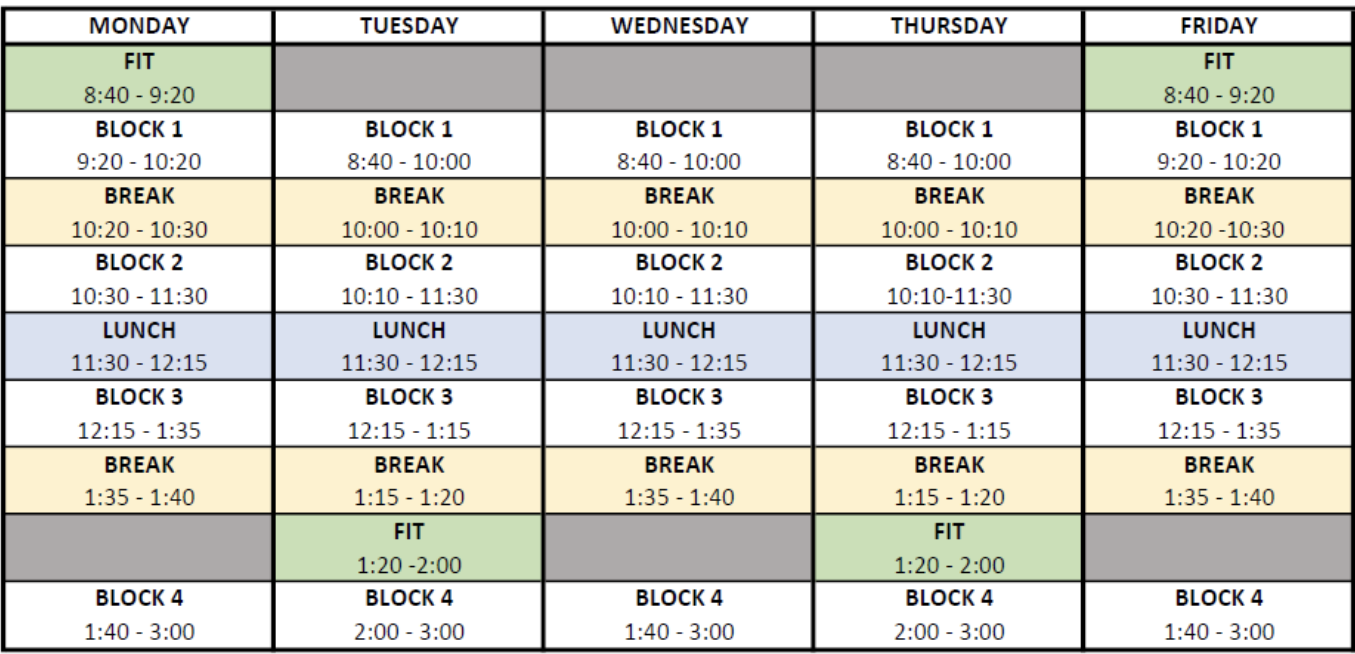 MONDAY TUESDAY WEDNESDAY THURSDAY FRIDAY
FIT FIT
8:40 - 9:20 8:40 - 9:20
BLOCK 1 BLOCK 1 BLOCK 1 BLOCK 1 BLOCK 1
9:20 - 10:20 8:40 - 10:00 8:40 - 10:00 8:40 - 10:00 9:20 - 10:20
BREAK BREAK BREAK BREAK BREAK
10:20 - 10:30 10:00 - 10:10 10:00 - 10:10 10:00 - 10:10 10:20 -10:30
BLOCK 2 BLOCK 2 BLOCK 2 BLOCK 2 BLOCK 2
10:30 - 11:30 10:10 - 11:30 10:10 - 11:30 10:10-11:30 10:30 - 11:30
LUNCH LUNCH LUNCH LUNCH LUNCH
11:30 - 12:15 11:30 - 12:15 11:30 - 12:15 11:30 - 12:15 11:30 - 12:15
BLOCK 3 BLOCK 3 BLOCK 3 BLOCK 3 BLOCK 3
12:15 - 1:35 12:15 - 1:15 12:15 - 1:35 12:15 - 1:15 12:15 - 1:35
BREAK BREAK BREAK BREAK BREAK
1:35 - 1:40 1:15 - 1:20 1:35 - 1:40 1:15 - 1:20 1:35 - 1:40
FIT FIT
1:20 -2:00 1:20 - 2:00
BLOCK 4 BLOCK 4 BLOCK 4 BLOCK 4 BLOCK 4
1:40 - 3:00 2:00 - 3:00 1:40 - 3:00 2:00 - 3:00 1:40 - 3:00